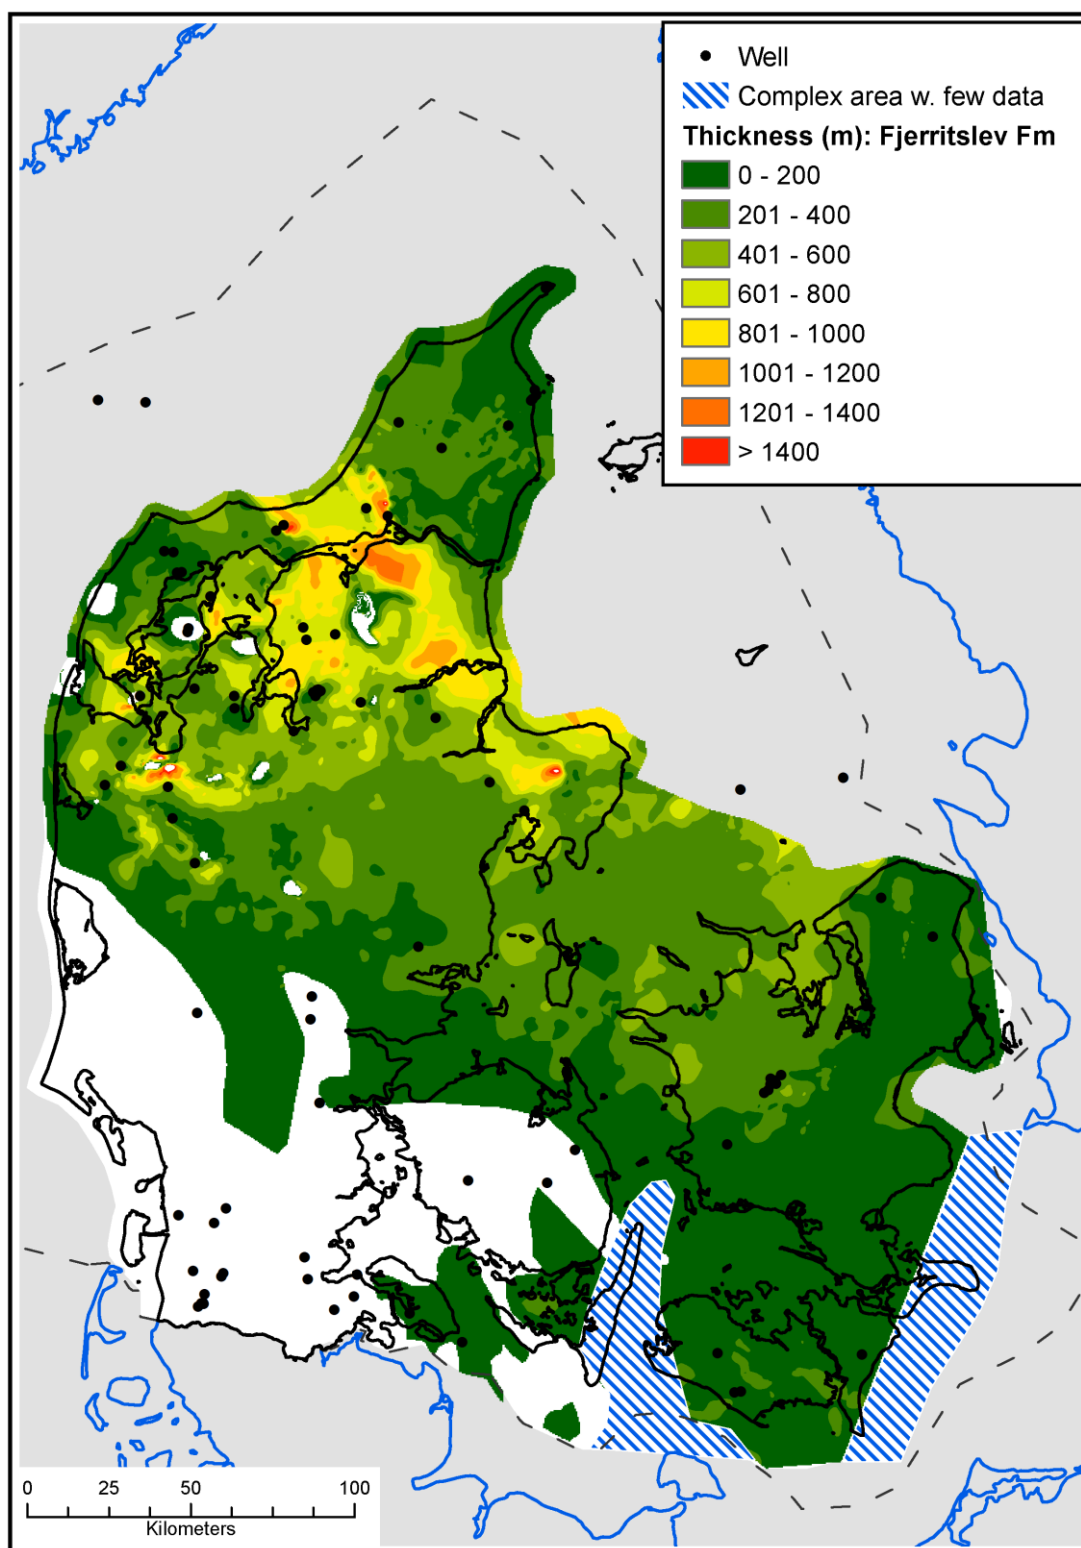 Well
Complex area w. few data
Thickness (m): Fjerritslev Fm
0 - 200
201 - 400
401 - 600
601 - 800
801 - 1000
1001 - 1200
1201 - 1400
> 1400
0 25 50 100
Kilometers